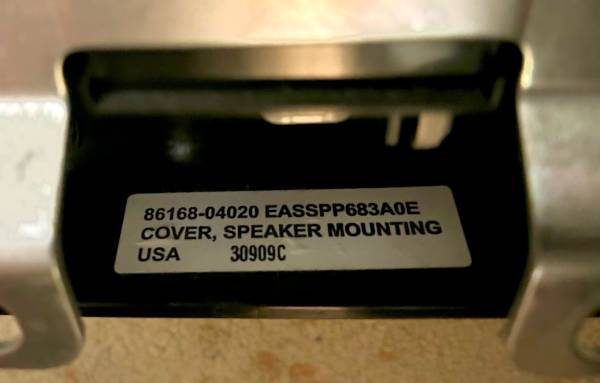 86168-04020 EASSPP683A0E
COVER, SPEAKER MOUNTING
USA 30909C